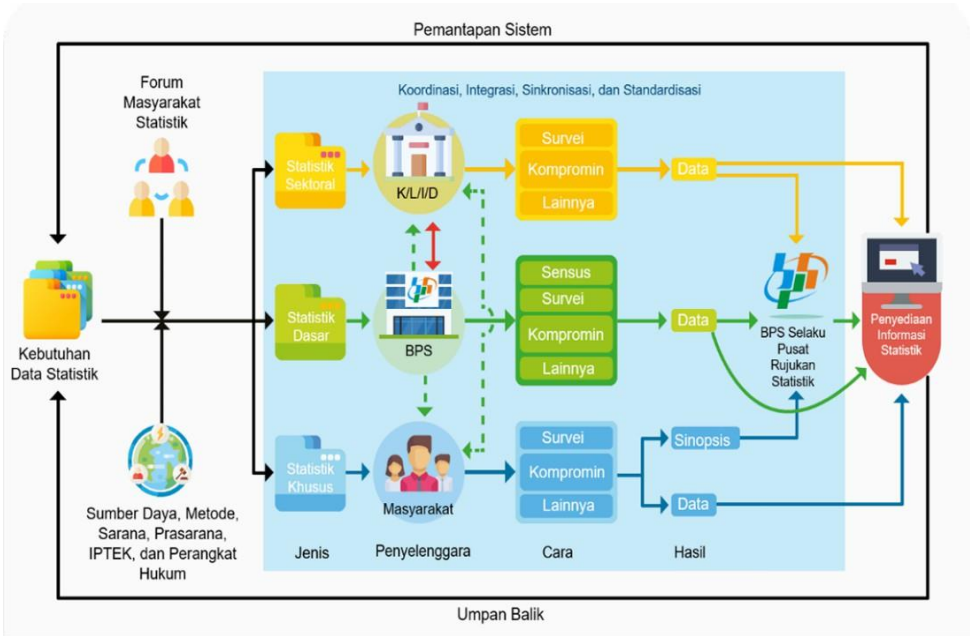 Pemantapan Sistem
Forum
Masyarakat
Statistik
Koordinasi, Integrasi, Sinkronisasi, dan Standardisasi
Statistik
Sektoral
K/L/I/D
Survei
Kompromin
Lainnya
Data
Kebutuhan
Data Statistik
Statistik
Dasar
BPS
Sensus
Survei
Kompromin
Lainnya
Data
BPS Selaku
Pusat
Rujukan
Statistik
Penyediaan
Informasi
Statistik
Sumber Daya, Metode,
Sarana, Prasarana,
IPTEK, dan Perangkat
Hukum
Statistik
Khusus
Masyarakat
Survei
Kompromin
Lainnya
Sinopsis
Data
Jenis
Penyelenggara
Cara
Hasil
Umpan Balik